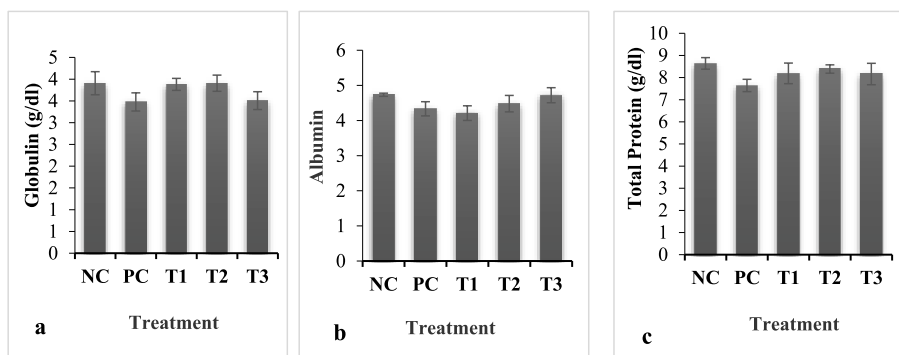 Globulin (g/dl)
5
4
4
3
3
2
2
1
1
0
NC PC T1 T2 T3
Treatment
a
Albumin
6
5
4
3
2
1
0
NC PC T1 T2 T3
Treatment
b
Total Protein (g/dl)
10
9
8
7
6
5
4
3
2
1
0
NC PC T1 T2 T3
Treatment
c